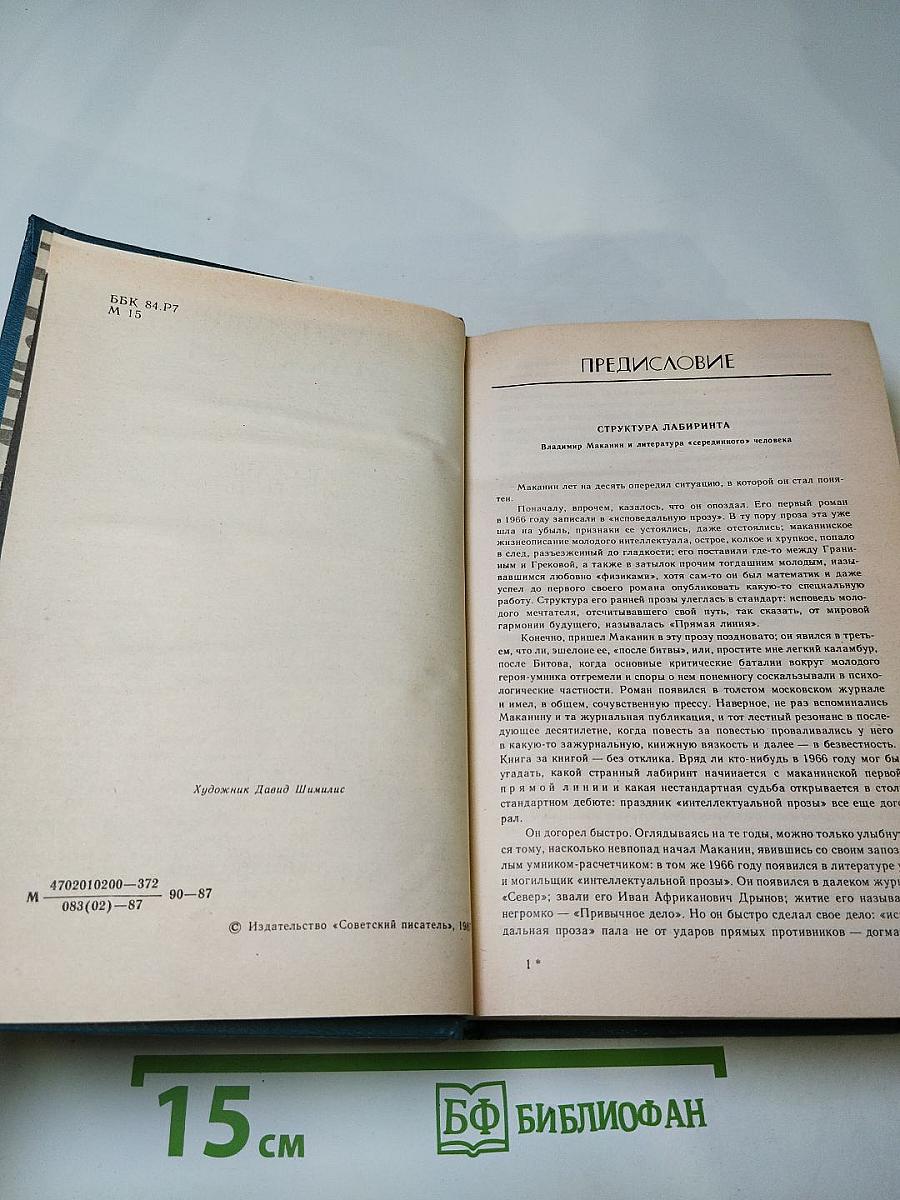 ББК 84.Р7
М 15
Художник Давид Шимилис
М 4702010200—372 90—87
083(02)—87
© Издательство «Советский писатель»,
ПРЕДИСЛОВИЕ
СТРУКТУРА ЛАБИРИНТА
Владимир Маканин и литература «серединного» человека
Маканин лет на десять опередил ситуацию, в которой он стал поня-
тен.
Поначалу, впрочем, казалось, что он опоздал. Его первый роман
в 1966 году записали в «исповедальную прозу». В ту пору проза эта уже
шла на убыль, признаки ее устоялись, даже отстоялись; маканинское
жизнеописание молодого интеллектуала, острое, колкое и хрупкое, попало
в след, разъезженный до гладкости; его поставили где-то между Грани-
ным и Грековой, а также в затылок прочим тогдашним молодым, назы-
вавшимся любовно «физиками», хотя сам-то он был математик и даже
успел до первого своего романа опубликовать какую-то специальную
работу. Структура его ранней прозы улеглась в стандарт: исповедь моло-
дого мечтателя, отсчитывавшего свой путь, так сказать, от мировой
гармонии будущего, называлась «Прямая линия».
Конечно, пришел Маканин в эту прозу поздновато; он явился в треть-
ем, что ли, эшелоне ее, «после битвы», или, простите мне легкий каламбур,
после Битова, когда основные критические баталии вокруг молодого
героя-умника отгремели и споры о нем понемногу соскальзывали в психо-
логические частности. Роман появился в толстом московском журнале
и имел, в общем, сочувственную прессу. Наверное, не раз вспоминались
Маканину и та журнальная публикация, и тот лестный резонанс в после-
дующее десятилетие, когда повесть за повестью проваливались у него
в какую-то зажурнальную, книжную вязкость и далее — в безвестность.
Книга за книгой — без отклика. Вряд ли кто-нибудь в 1966 году мог бы
угадать, какой странный лабиринт начинается с маканинской первой
прямой линии и какая нестандартная судьба открывается в стол
стандартном дебюте: праздник «интеллектуальной прозы» все еще дого
рал.
Он догорел быстро. Оглядываясь на те годы, можно только улыбнут
ся тому, насколько невпопад начал Маканин, явившись со своим запоз
лым умником-расчетчиком: в том же 1966 году появился в литературе
и могильщик «интеллектуальной прозы». Он появился в далеком жур
«Север»; звали его Иван Африканович Дрынов; житие его называ
негромко — «Привычное дело». Но он быстро сделал свое дело: «исп
дальная проза» пала не от ударов прямых противников — догма
1*
15 см
БФ БИБЛИОФАН